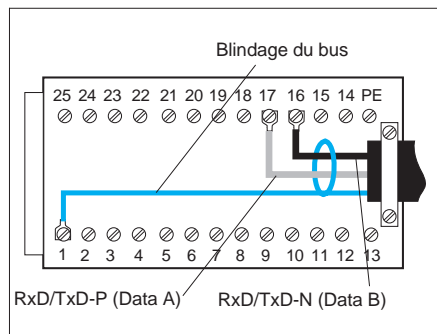 Blindage du bus
25 24 23 22 21 20 19 18 17 16 15 14 PE
1 2 3 4 5 6 7 8 9 10 11 12 13
RxD/TxD-P (Data A) RxD/TxD-N (Data B)